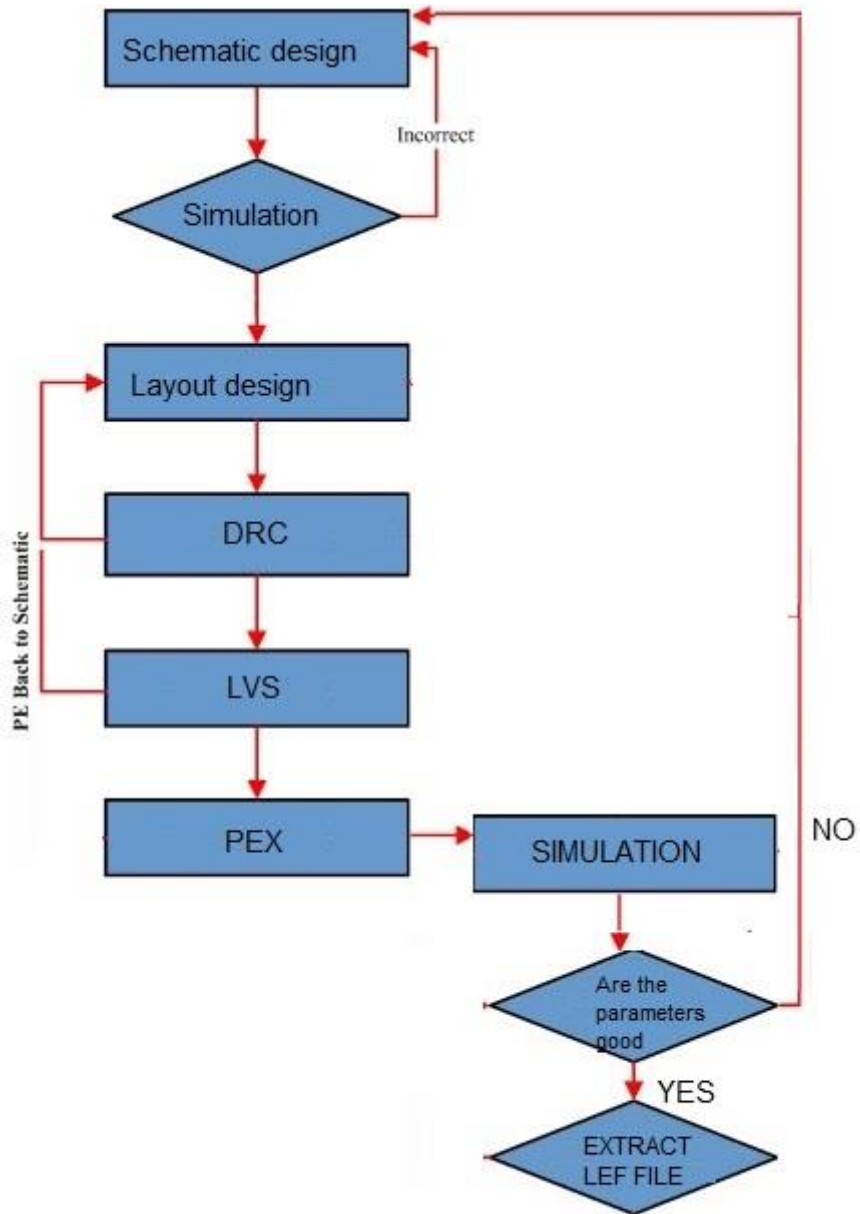 Schematic design
Incorrect
Simulation
Layout design
DRC
PE Back to Schematic
LVS
PEX
SIMULATION
NO
Are the
parameters
good
YES
EXTRACT
LEF FILE